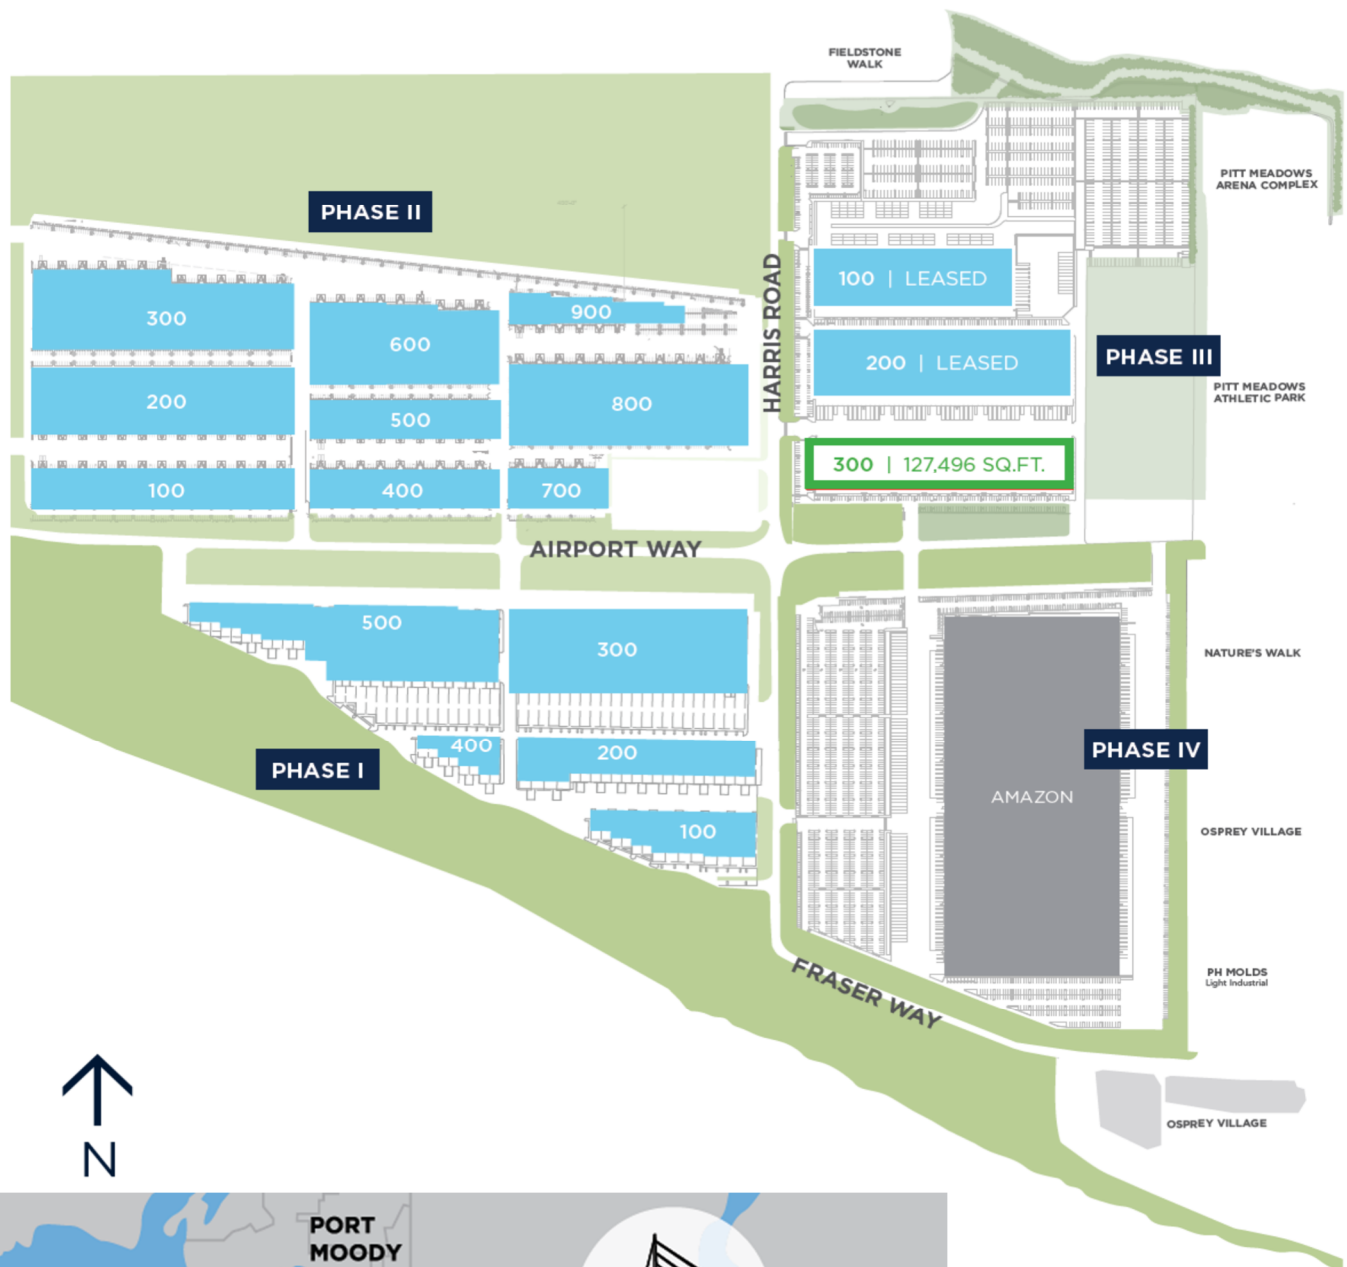 FIELDSTONE
WALK
PITT MEADOWS
ARENA COMPLEX
PHASE II
HARRIS ROAD
100 | LEASED
300
900
600
200 | LEASED
PHASE III
PITT MEADOWS
ATHLETIC PARK
200
800
500
300 | 127,496 SQ.FT.
100
400
700
AIRPORT WAY
500
300
NATURE'S WALK
400
200
PHASE I
PHASE IV
AMAZON
100
OSPREY VILLAGE
FRASER WAY
PH MOLDS
Light Industrial
OSPREY VILLAGE
N
PORT
MOODY